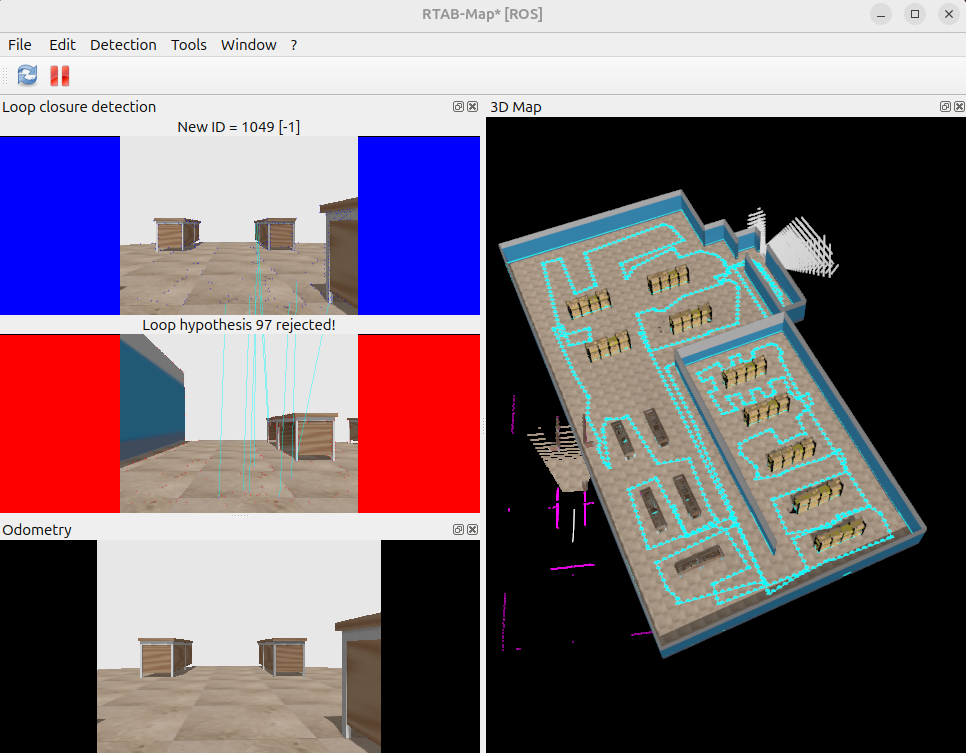 RTAB-Map* [ROS]
File Edit Detection Tools Window ?
Loop closure detection
New ID = 1049 [-1]
Loop hypothesis 97 rejected!
Odometry
3D Map